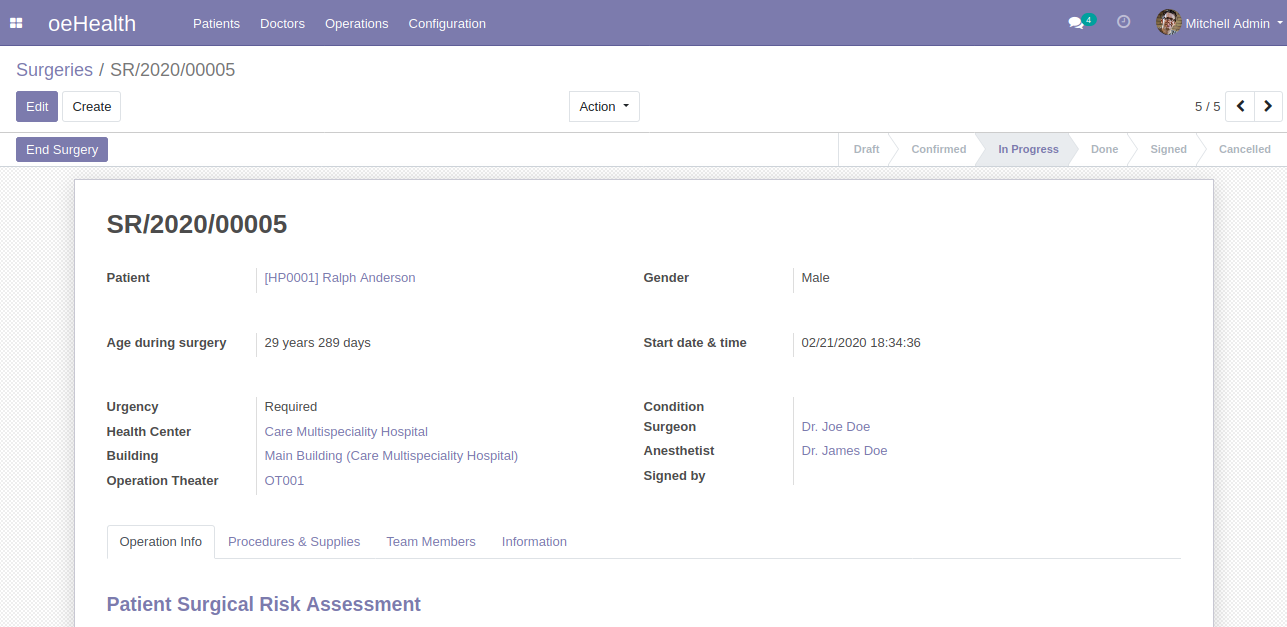 oeHealth Patients Doctors Operations Configuration 4 Mitchell Admin
Surgeries / SR/2020/00005
Edit Create Action 5 / 5
End Surgery Draft Confirmed In Progress Done Signed Cancelled
SR/2020/00005
Patient [HP0001] Ralph Anderson Gender Male
Age during surgery 29 years 289 days Start date & time 02/21/2020 18:34:36
Urgency Required Condition
Health Center Care Multispeciality Hospital Surgeon Dr. Joe Doe
Building Main Building (Care Multispeciality Hospital) Anesthetist Dr. James Doe
Operation Theater OT001 Signed by
Operation Info Procedures & Supplies Team Members Information
Patient Surgical Risk Assessment